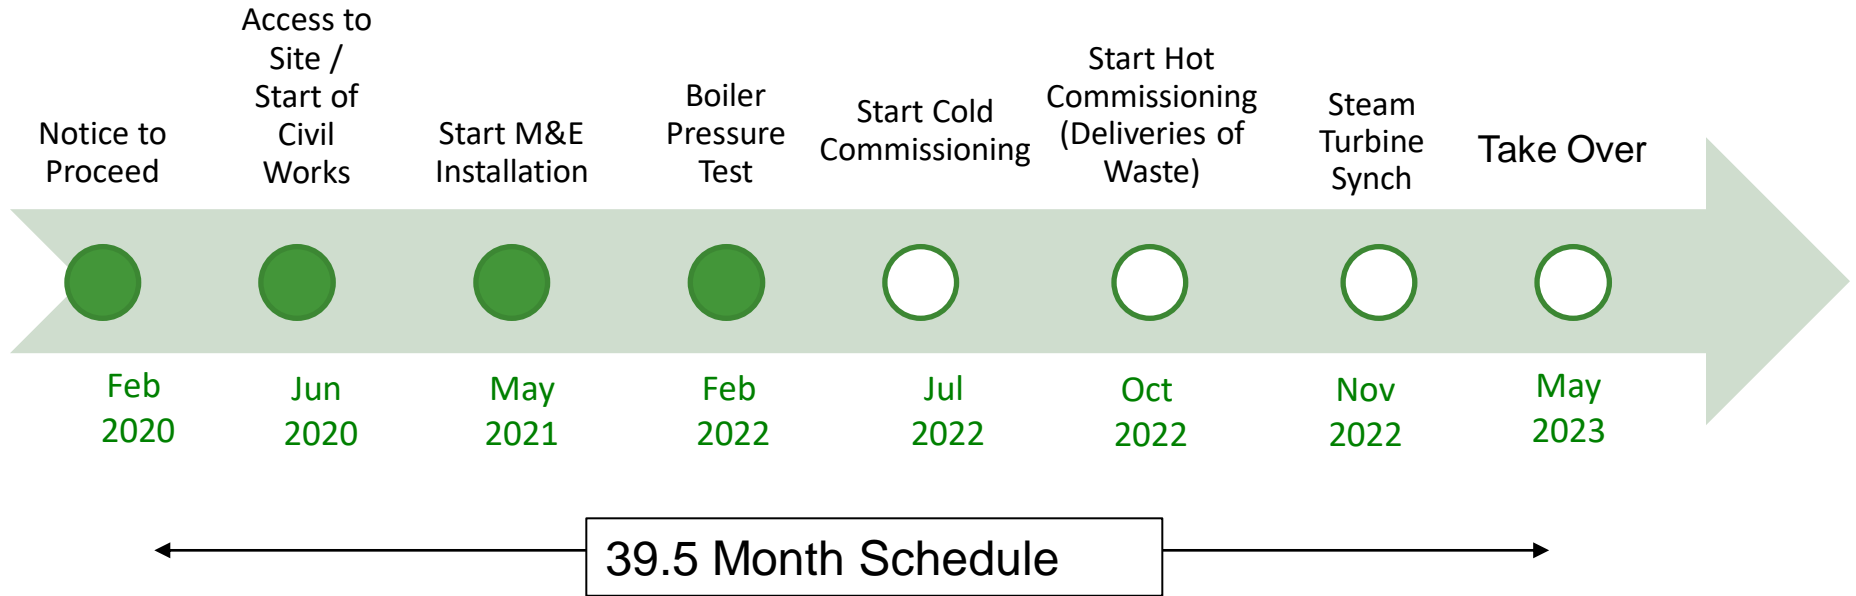 Notice to
Proceed
Access to
Site /
Start of
Civil
Works
Start M&E
Installation
Boiler
Pressure
Test
Start Cold
Commissioning
Start Hot
Commissioning
(Deliveries of
Waste)
Steam
Turbine
Synch
Take Over
Feb
2020
Jun
2020
May
2021
Feb
2022
Jul
2022
Oct
2022
Nov
2022
May
2023
39.5 Month Schedule